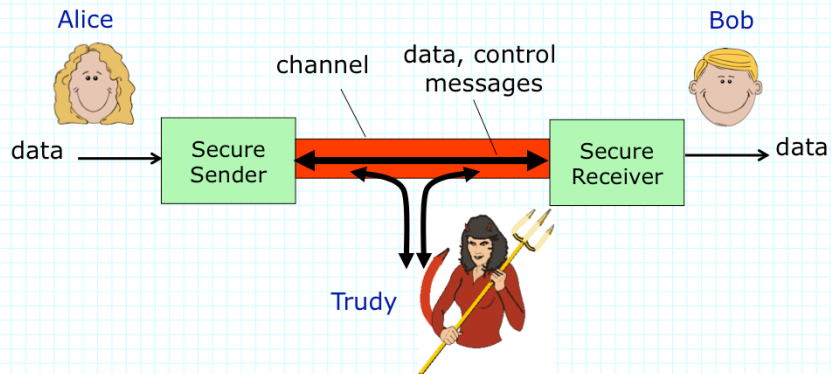 Alice
Bob
channel
data, control
messages
data
Secure
Sender
Secure
Receiver
data
Trudy